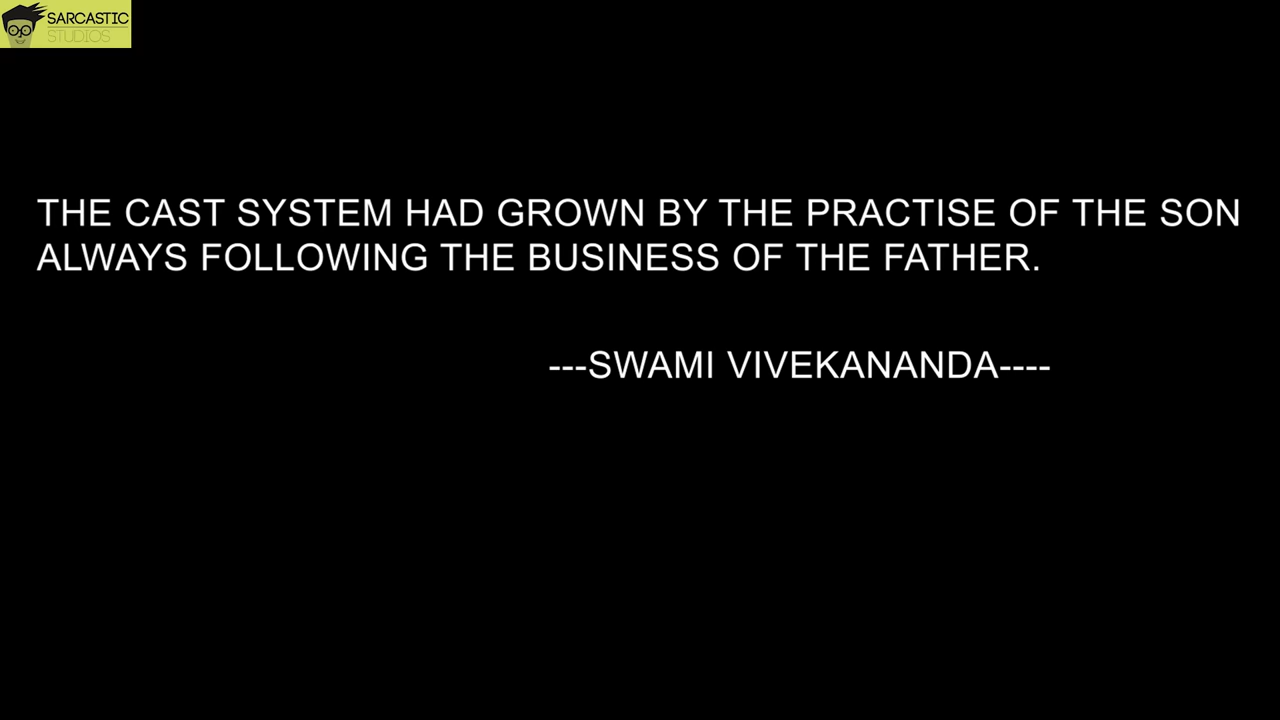 SARCASTIC
STUDIOS
THE CAST SYSTEM HAD GROWN BY THE PRACTISE OF THE SON
ALWAYS FOLLOWING THE BUSINESS OF THE FATHER.
---SWAMI VIVEKANANDA----